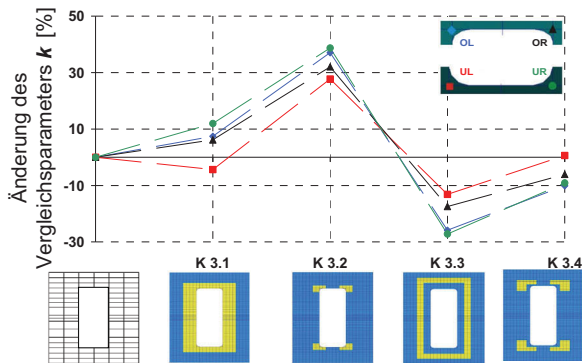 Änderung des
Vergleichsparameters k [%]
50
30
10
-10
-30
OL OR
UL UR
K 3.1 K 3.2 K 3.3 K 3.4